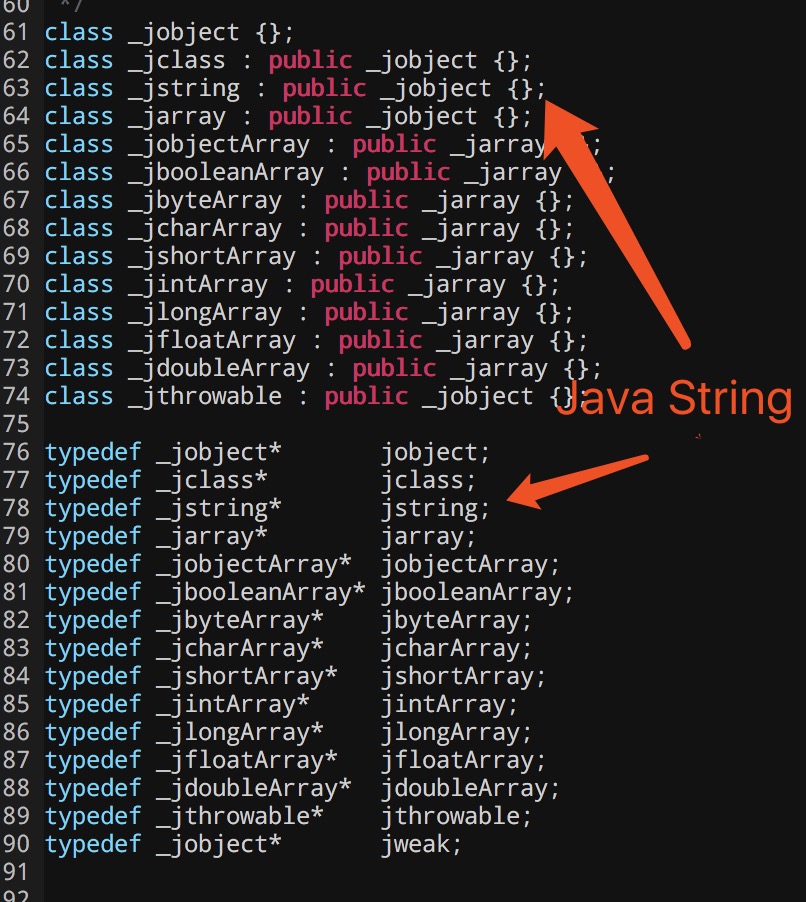 60 */
61 class _jobject {};
62 class _jclass : public _jobject {};
63 class _jstring : public _jobject {};
64 class _jarray : public _jobject {};
65 class _jobjectArray : public _jarray {};
66 class _jbooleanArray : public _jarray ;
67 class _jbyteArray : public _jarray {};
68 class _jcharArray : public _jarray {};
69 class _jshortArray : public _jarray {};
70 class _jintArray : public _jarray {};
71 class _jlongArray : public _jarray {};
72 class _jfloatArray : public _jarray {};
73 class _jdoubleArray : public _jarray {};
74 class _jthrowable : public _jobject {};
Java String
75
76 typedef _jobject* jobject;
77 typedef _jclass* jclass;
78 typedef _jstring* jstring;
79 typedef _jarray* jarray;
80 typedef _jobjectArray* jobjectArray;
81 typedef _jbooleanArray* jbooleanArray;
82 typedef _jbyteArray* jbyteArray;
83 typedef _jcharArray* jcharArray;
84 typedef _jshortArray* jshortArray;
85 typedef _jintArray* jintArray;
86 typedef _jlongArray* jlongArray;
87 typedef _jfloatArray* jfloatArray;
88 typedef _jdoubleArray* jdoubleArray;
89 typedef _jthrowable* jthrowable;
90 typedef _jobject* jweak;
91
92